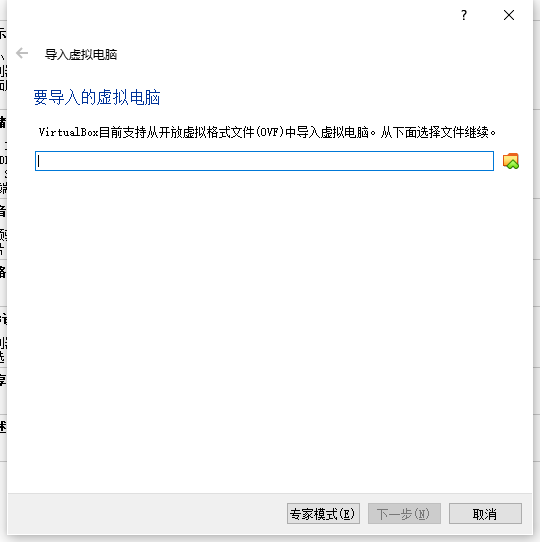 ?
导入虚拟电脑
要导入的虚拟电脑
VirtualBox目前支持从开放虚拟格式文件(OVF)中导入虚拟电脑。从下面选择文件继续。
专家模式(E)
下一步(N)
取消